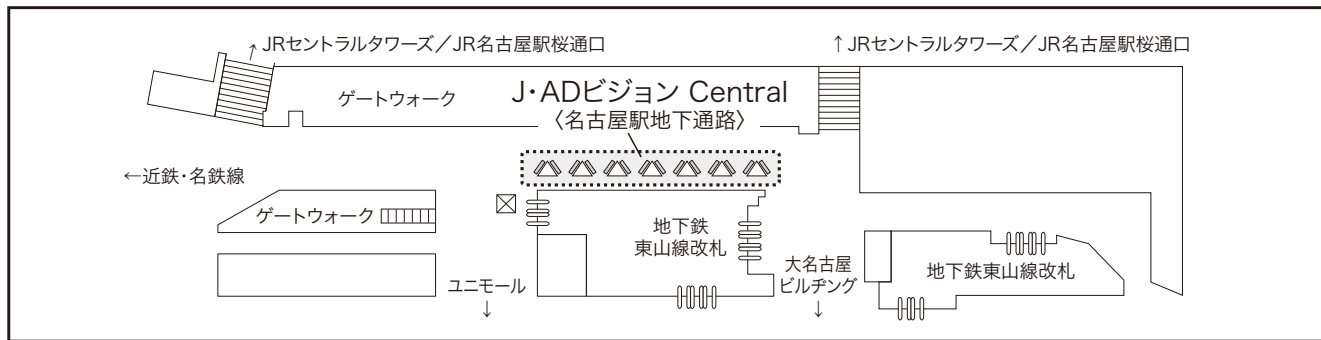 ↑JRセントラルタワーズ／JR名古屋駅桜通口
↑JRセントラルタワーズ／JR名古屋駅桜通口
ゲートウォーク
J・ADビジョン Central
〈名古屋駅地下通路〉
←近鉄・名鉄線
ゲートウォーク
地下鉄
東山線改札
ユニモール
↓
大名古屋
ビルヂング
↓
地下鉄東山線改札